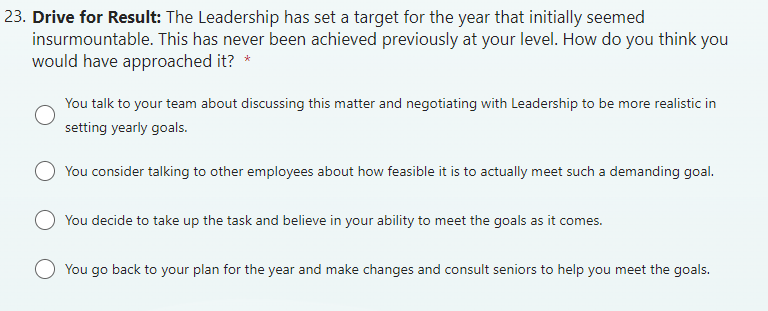 23. Drive for Result: The Leadership has set a target for the year that initially seemed
insurmountable. This has never been achieved previously at your level. How do you think you
would have approached it? *
You talk to your team about discussing this matter and negotiating with Leadership to be more realistic in
setting yearly goals.
You consider talking to other employees about how feasible it is to actually meet such a demanding goal.
You decide to take up the task and believe in your ability to meet the goals as it comes.
You go back to your plan for the year and make changes and consult seniors to help you meet the goals.